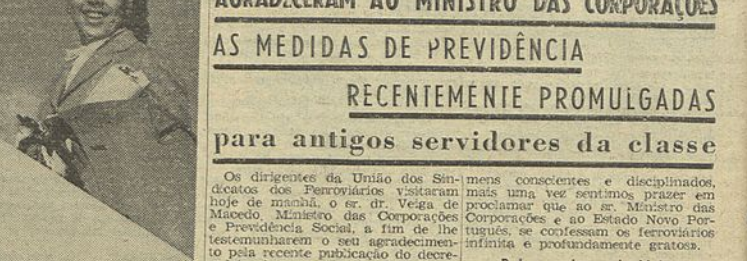 AGRADECERAM AO MINISTRO DAS CORPORAÇÕES
AS MEDIDAS DE PREVIDÊNCIA
RECENTEMENTE PROMULGADAS
para antigos servidores da classe
Os dirigentes da União dos Sin-
dicatos dos Ferroviários visitaram
hoje de manhã, o sr. dr. Veiga de
Macedo, Ministro das Corporações
e Previdência Social, a fim de lhe
testemunharem o seu agradecimen-
to pela recente publicação do decre-
mens conscientes e disciplinados,
mais uma vez sentimos prazer em
proclamar que ao sr. Ministro das
Corporações e ao Estado Novo Por-
tuguês, se confessam os ferroviários
infinita e profundamente gratos».